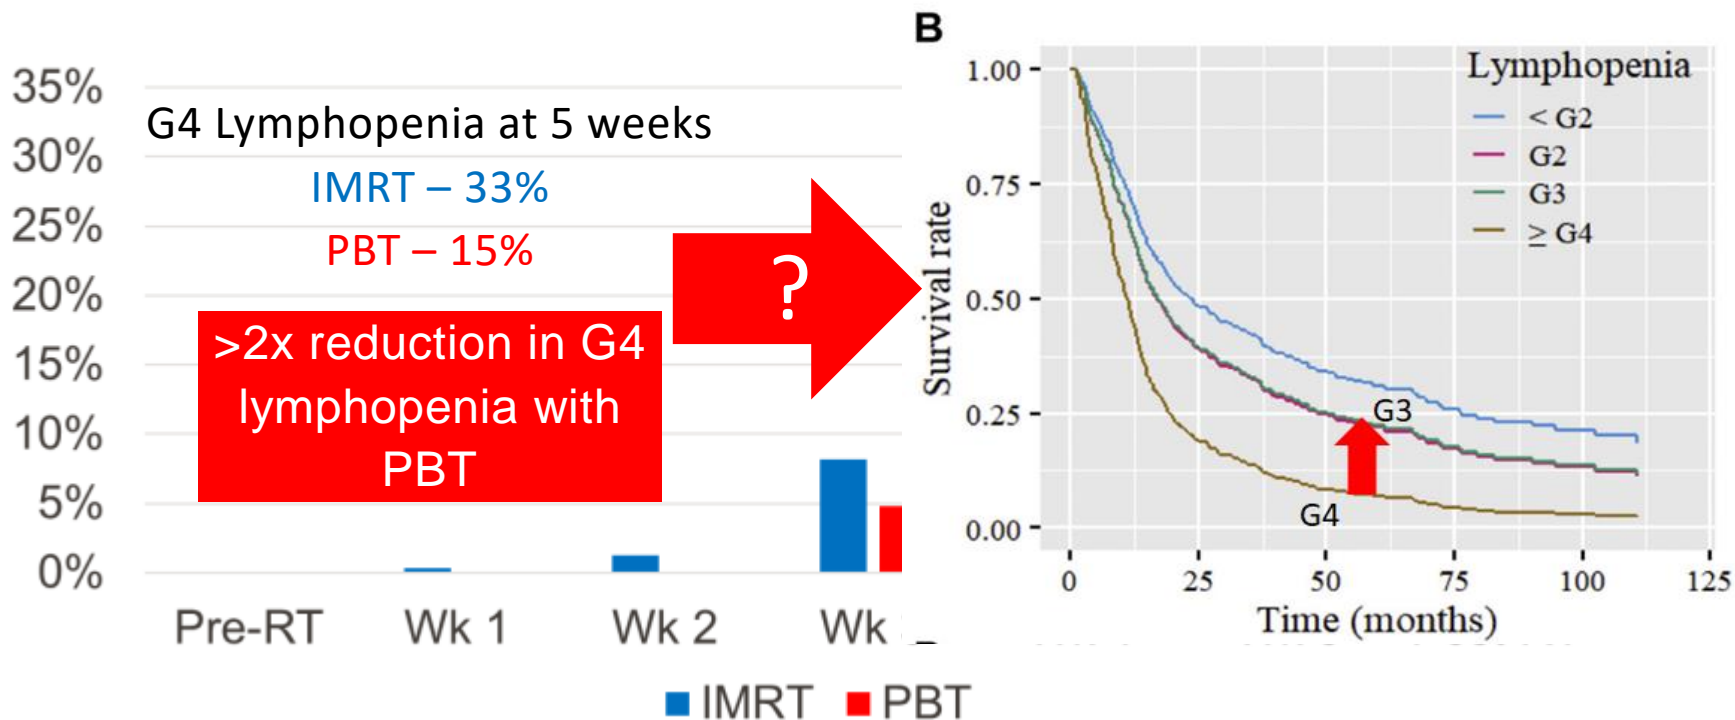 35%
30%
25%
20%
15%
10%
5%
0%
G4 Lymphopenia at 5 weeks
IMRT – 33%
PBT – 15%
>2x reduction in G4
lymphopenia with
PBT
?
Pre-RT
Wk 1
Wk 2
Wk
IMRT
PBT
B
Lymphopenia
< G2
G2
G3
≥ G4
Survival rate
1.00
0.75
0.50
0.25
0.00
G3
G4
0
25
50
75
100
125
Time (months)